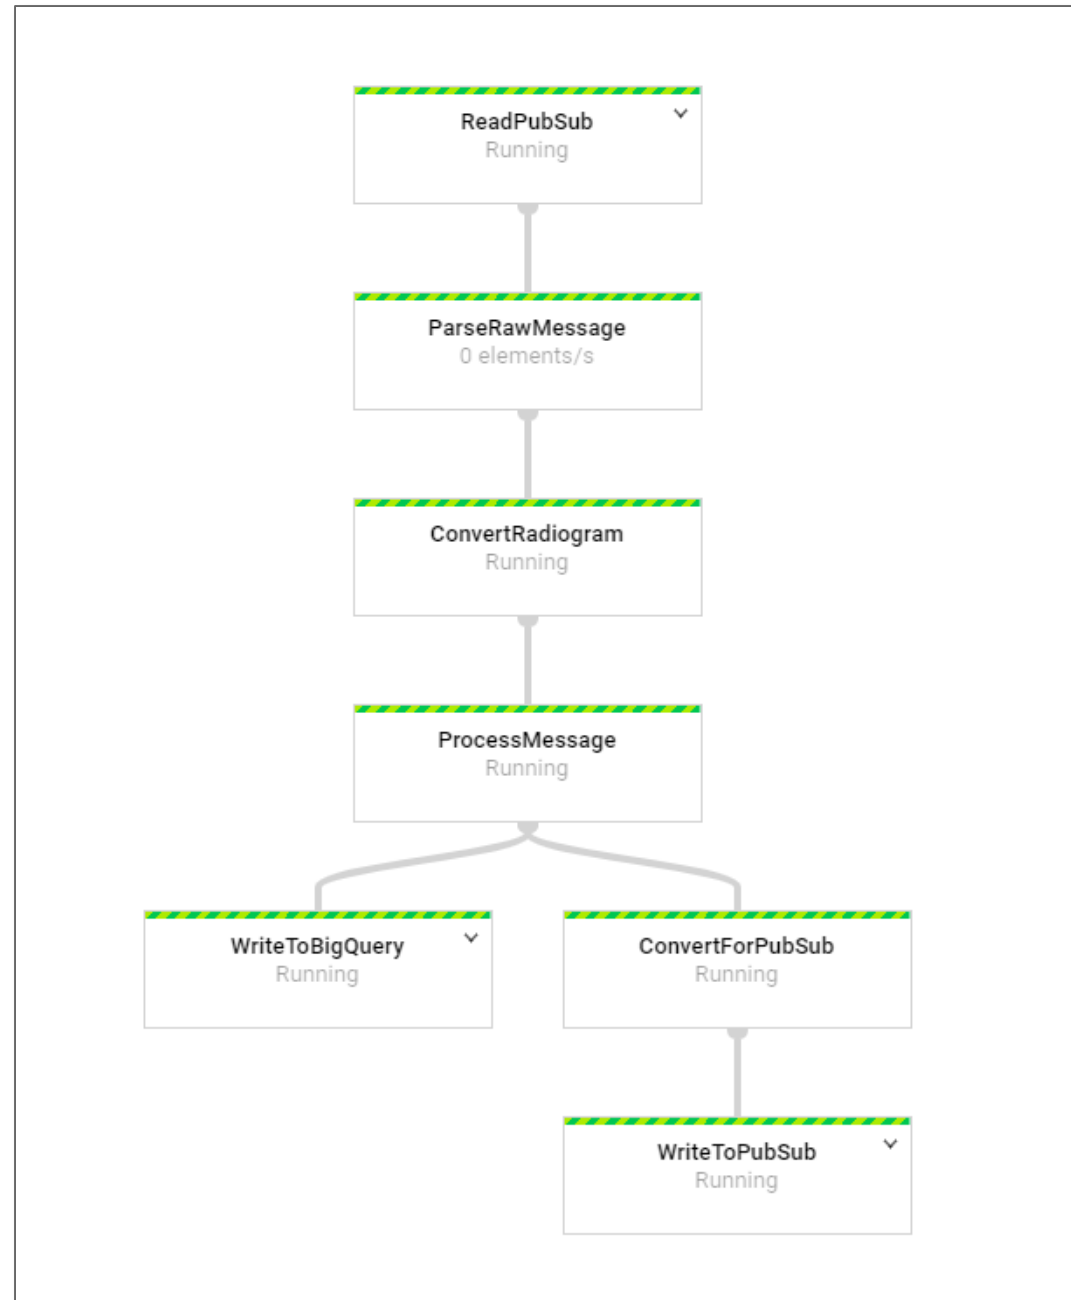 ReadPubSub
Running
ParseRawMessage
0 elements/s
ConvertRadiogram
Running
ProcessMessage
Running
WriteToBigQuery
Running
ConvertForPubSub
Running
WriteToPubSub
Running